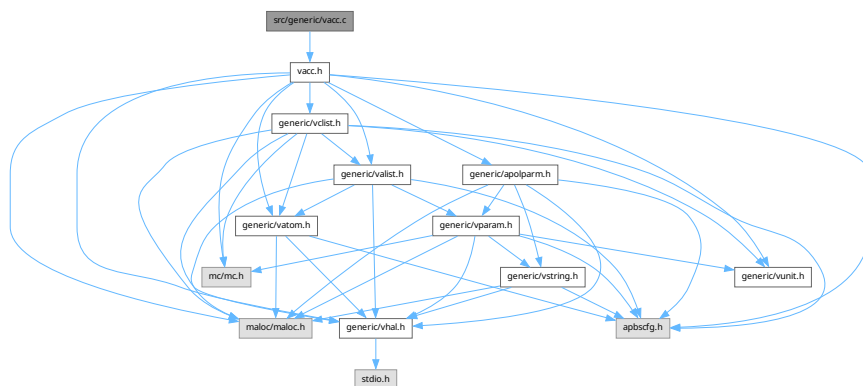 src/generic/vacc.c
vacc.h
generic/vclist.h
generic/valist.h
generic/apolparm.h
generic/vatom.h
generic/vparam.h
mc/mc.h
generic/vstring.h
generic/vunit.h
maloc/maloc.h
generic/vhal.h
apbscfg.h
stdio.h